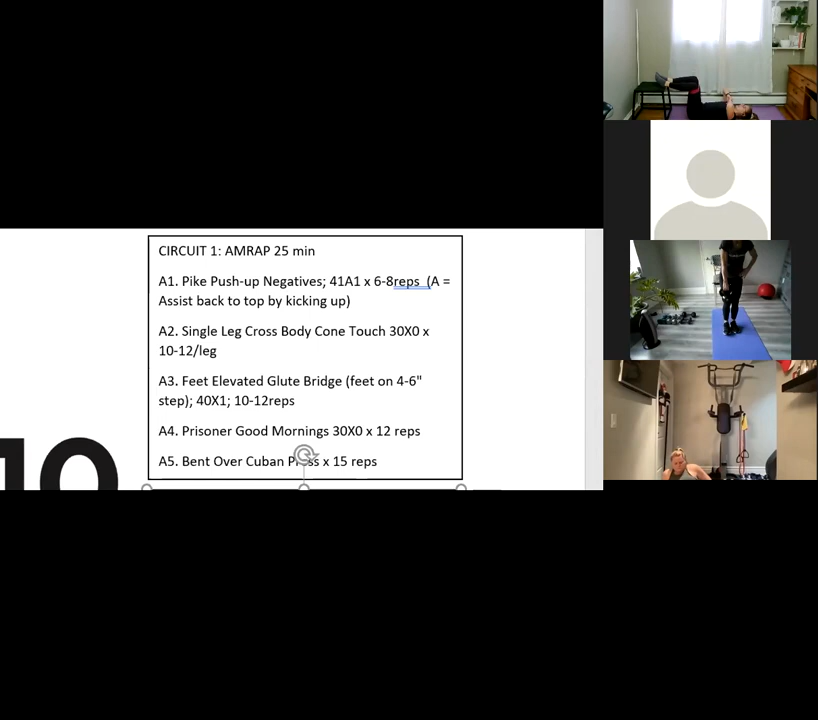 CIRCUIT 1: AMRAP 25 min
A1. Pike Push-up Negatives; 41A1 x 6-8reps  (A =
Assist back to top by kicking up)
A2. Single Leg Cross Body Cone Touch 30X0 x
10-12/leg
A3. Feet Elevated Glute Bridge (feet on 4-6"
step); 40X1; 10-12reps
A4. Prisoner Good Mornings 30X0 x 12 reps
A5. Bent Over Cuban Press x 15 reps
10